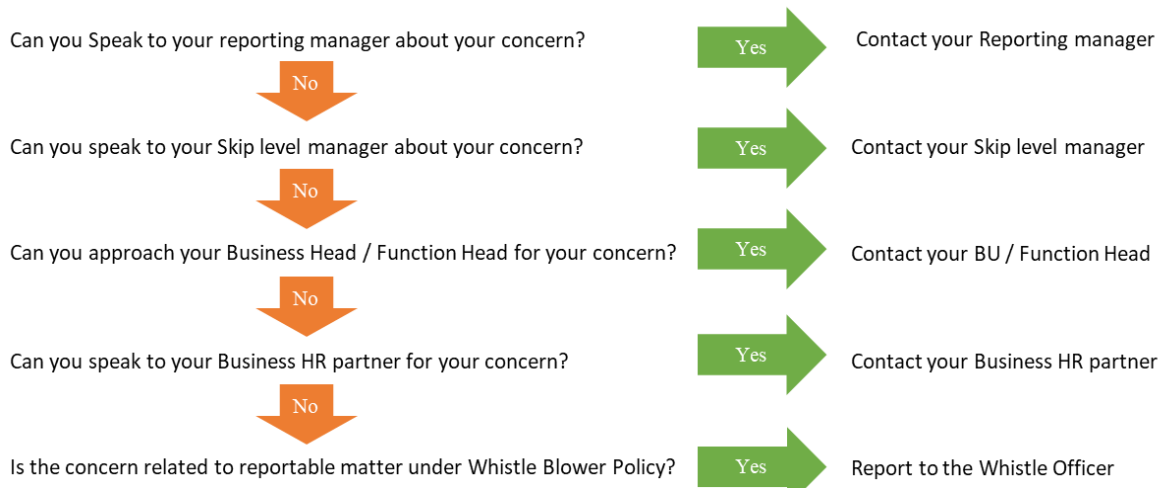 Can you Speak to your reporting manager about your concern?
Yes
Contact your Reporting manager
No
Can you speak to your Skip level manager about your concern?
Yes
Contact your Skip level manager
No
Can you approach your Business Head / Function Head for your concern?
Yes
Contact your BU / Function Head
No
Can you speak to your Business HR partner for your concern?
Yes
Contact your Business HR partner
No
Is the concern related to reportable matter under Whistle Blower Policy?
Yes
Report to the Whistle Officer